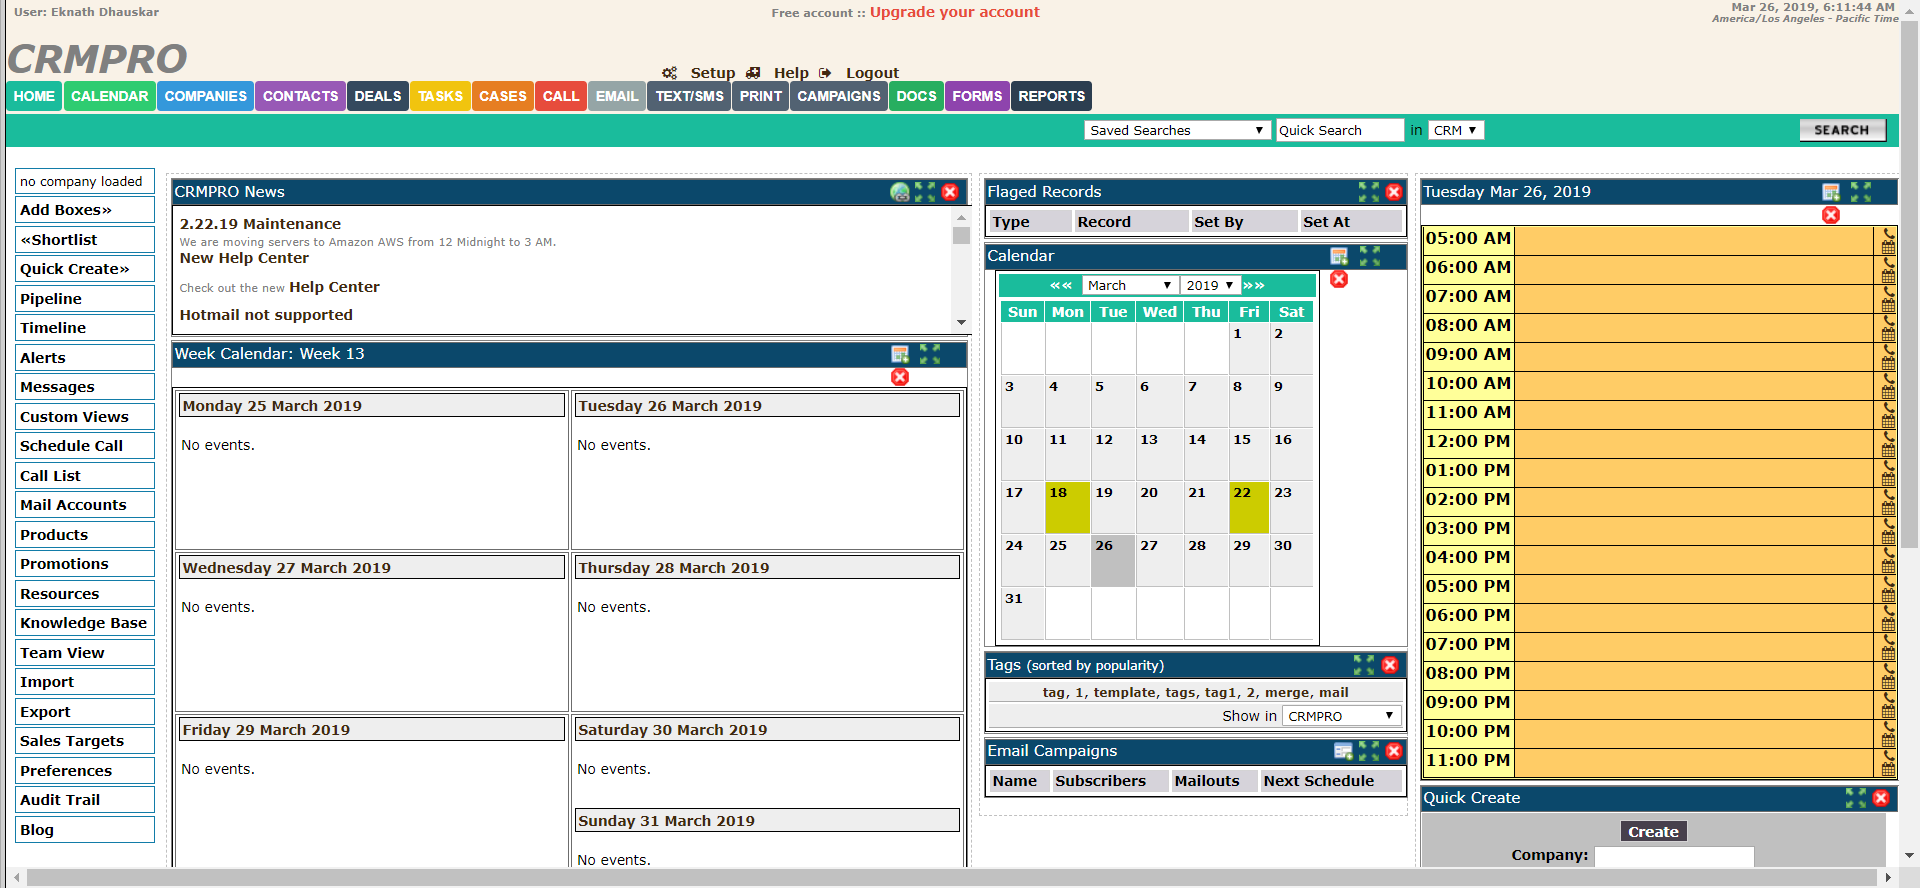 User: Eknath Dhauskar
Free account :: Upgrade your account
Mar 26, 2019, 6:11:44 AM
America/Los Angeles - Pacific Time
CRMPRO
Setup Help Logout
HOME CALENDAR COMPANIES CONTACTS DEALS TASKS CASES CALL EMAIL TEXT/SMS PRINT CAMPAIGNS DOCS FORMS REPORTS
Saved Searches Quick Search in CRM SEARCH
no company loaded
Add Boxes»
«Shortlist
Quick Create»
Pipeline
Timeline
Alerts
Messages
Custom Views
Schedule Call
Call List
Mail Accounts
Products
Promotions
Resources
Knowledge Base
Team View
Import
Export
Sales Targets
Preferences
Audit Trail
Blog
CRMPRO News
2.22.19 Maintenance
We are moving servers to Amazon AWS from 12 Midnight to 3 AM.
New Help Center
Check out the new Help Center
Hotmail not supported
Week Calendar: Week 13
Monday 25 March 2019
No events.
Tuesday 26 March 2019
No events.
Wednesday 27 March 2019
No events.
Thursday 28 March 2019
No events.
Friday 29 March 2019
No events.
Saturday 30 March 2019
No events.
Sunday 31 March 2019
No events.
Flaged Records
Type Record Set By Set At
Calendar
«« March 2019 »»
Sun Mon Tue Wed Thu Fri Sat
1 2
3 4 5 6 7 8 9
10 11 12 13 14 15 16
17 18 19 20 21 22 23
24 25 26 27 28 29 30
31
Tags (sorted by popularity)
tag, 1, template, tags, tag1, 2, merge, mail
Show in CRMPRO
Email Campaigns
Name Subscribers Mailouts Next Schedule
Tuesday Mar 26, 2019
05:00 AM
06:00 AM
07:00 AM
08:00 AM
09:00 AM
10:00 AM
11:00 AM
12:00 PM
01:00 PM
02:00 PM
03:00 PM
04:00 PM
05:00 PM
06:00 PM
07:00 PM
08:00 PM
09:00 PM
10:00 PM
11:00 PM
Quick Create
Create
Company: